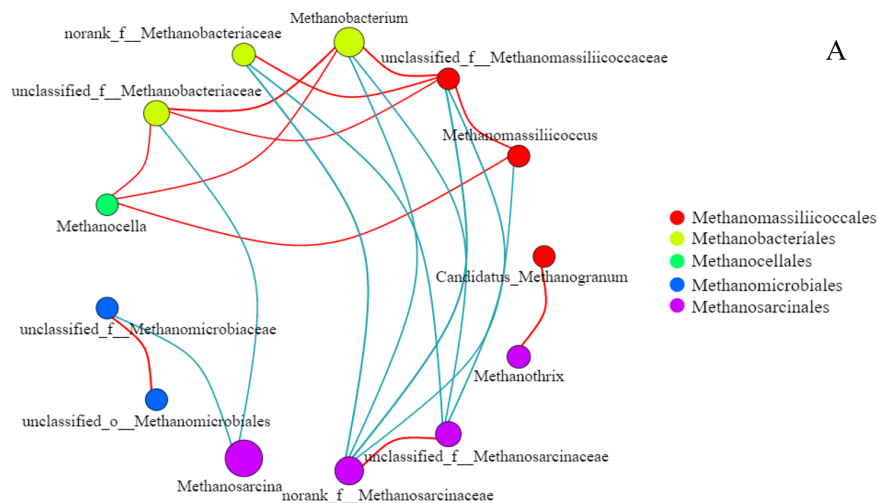 Methanobacterium
norank_f__Methanobacteriaceae
unclassified_f__Methanomassiliicoccaceae
A
unclassified_f__Methanobacteriaceae
Methanomassiliicoccus
Methanocella
Candidatus_Methanogranum
unclassified_f__Methanomicrobiaceae
Methanothrix
unclassified_o__Methanomicrobiales
unclassified_f__Methanosarcinaceae
Methanosarcina
norank_f__Methanosarcinaceae
Methanomassiliicoccales
Methanobacteriales
Methanocellales
Methanomicrobiales
Methanosarcinales